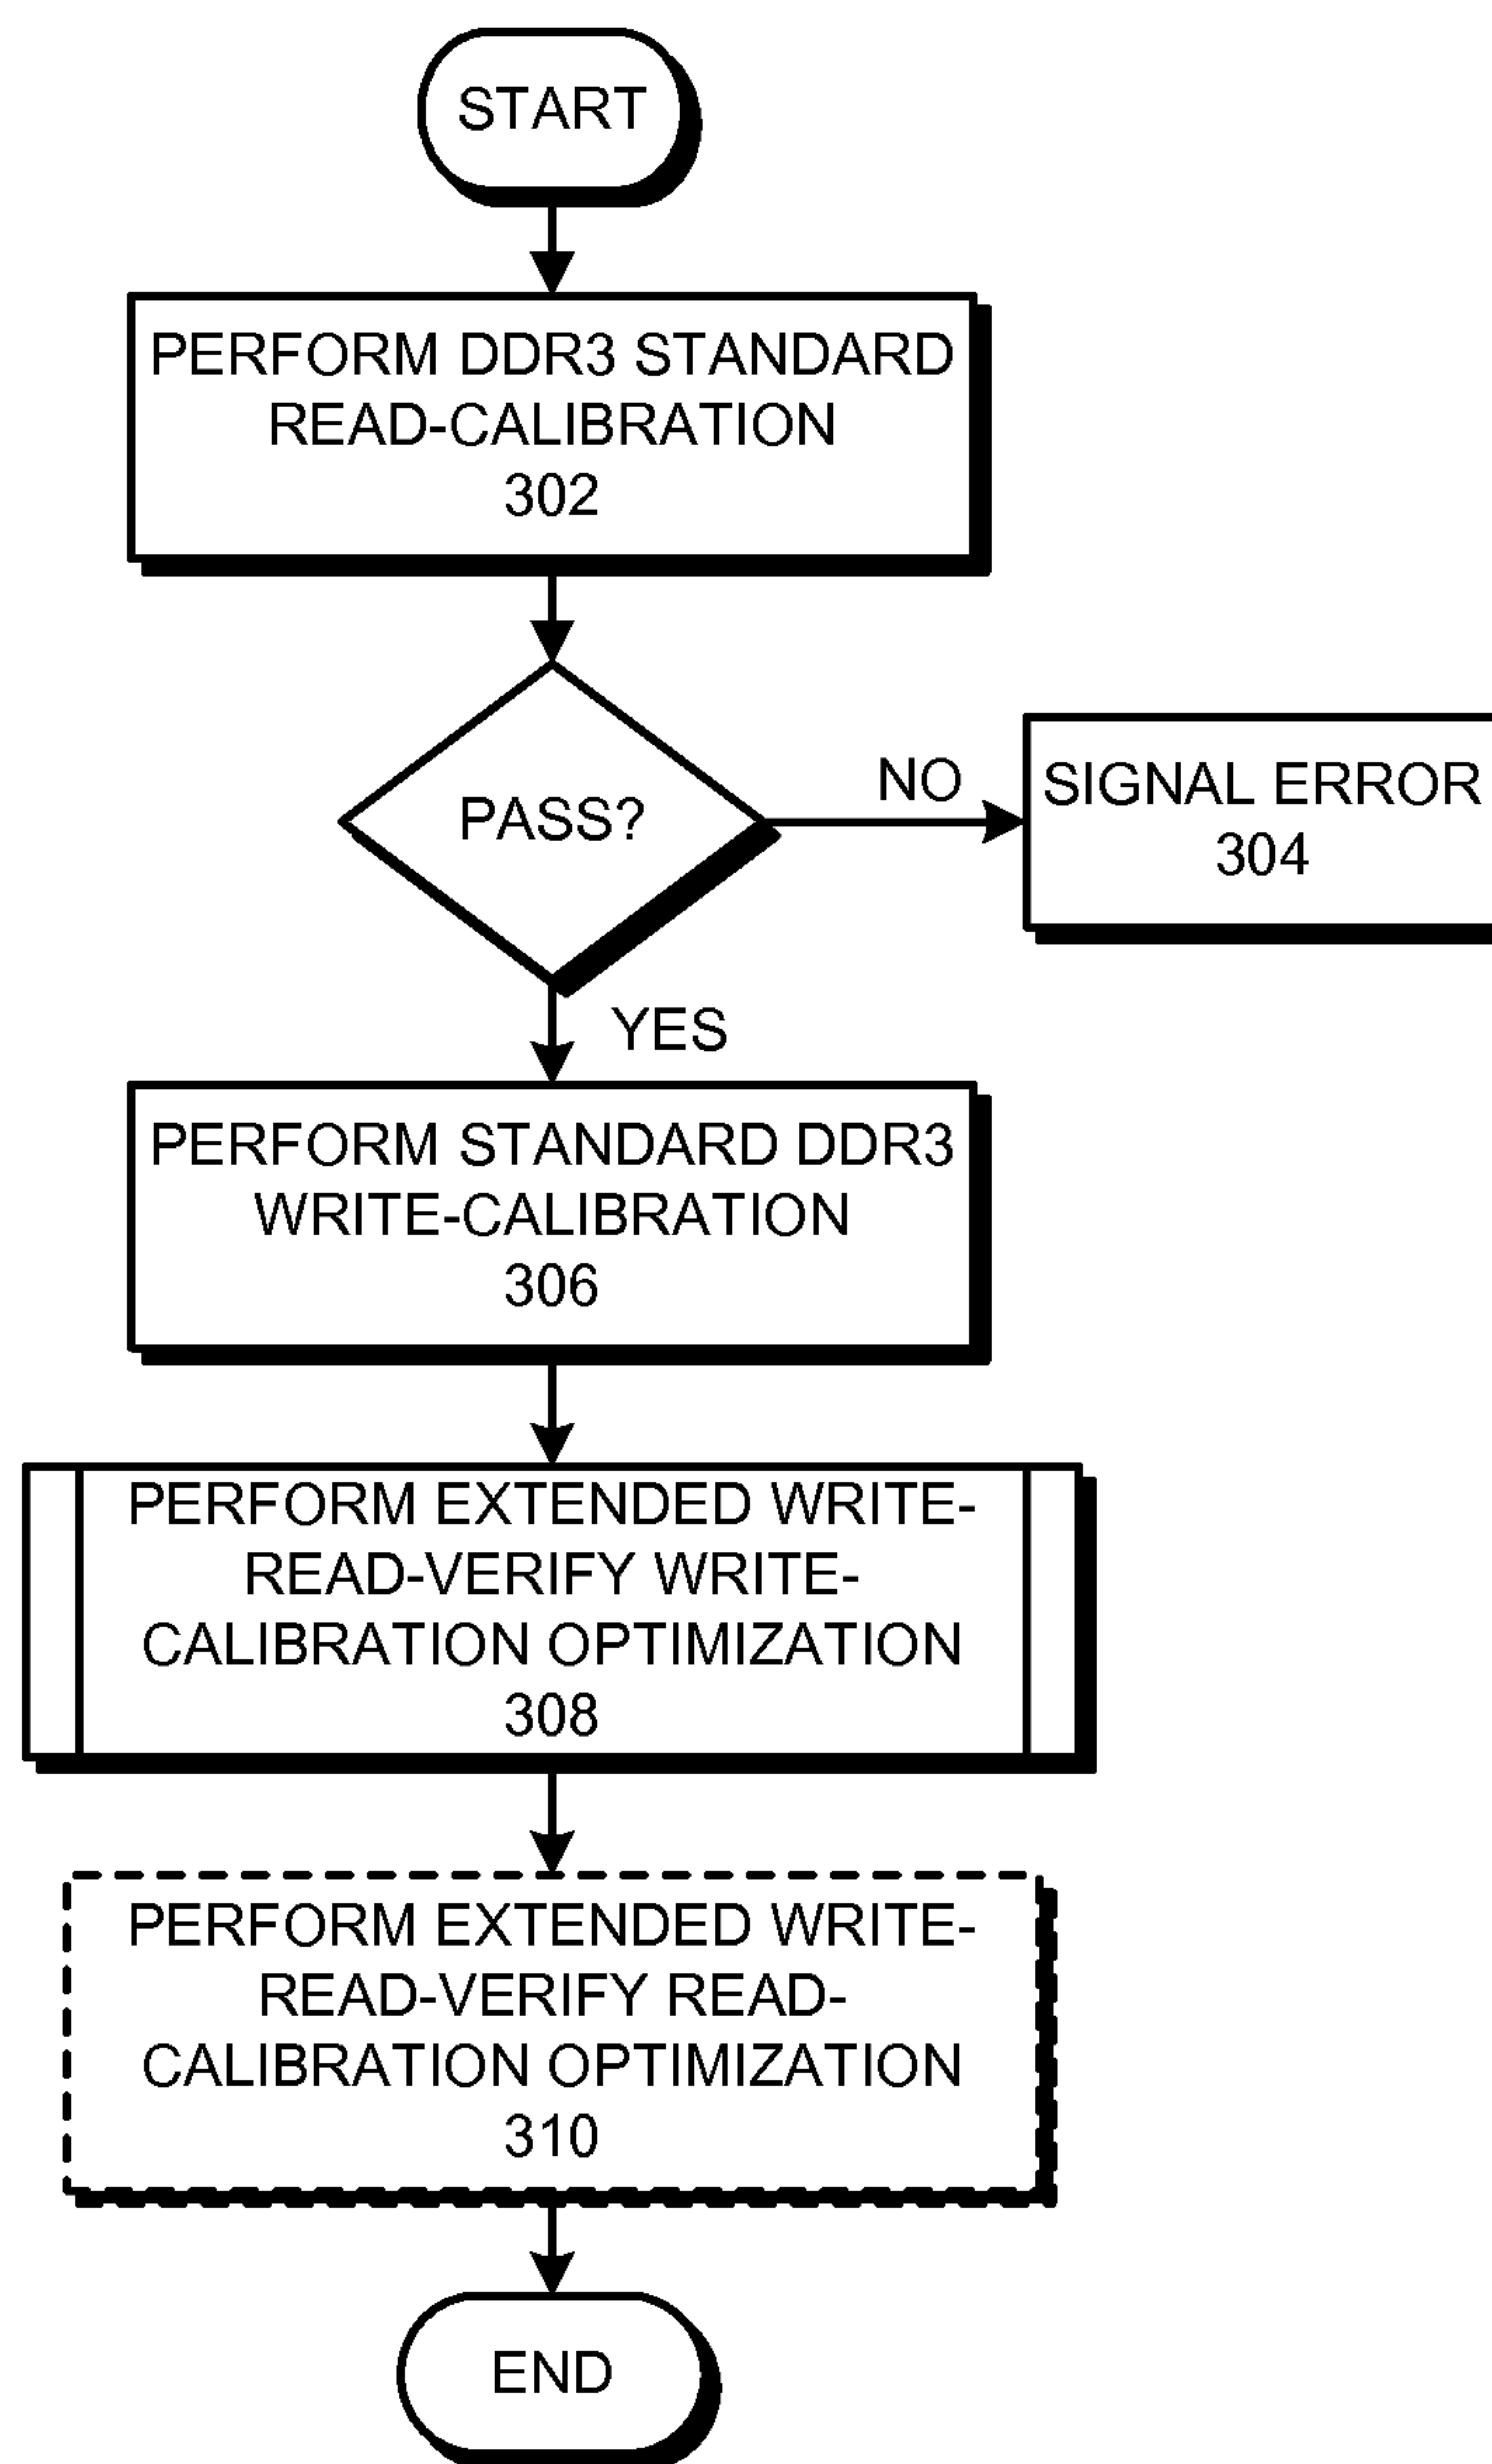 START
PERFORM DDR3 STANDARD
READ-CALIBRATION
302
PASS?
NO
SIGNAL ERROR
304
YES
PERFORM STANDARD DDR3
WRITE-CALIBRATION
306
PERFORM EXTENDED WRITE-
READ-VERIFY WRITE-
CALIBRATION OPTIMIZATION
308
PERFORM EXTENDED WRITE-
READ-VERIFY READ-
CALIBRATION OPTIMIZATION
310
END